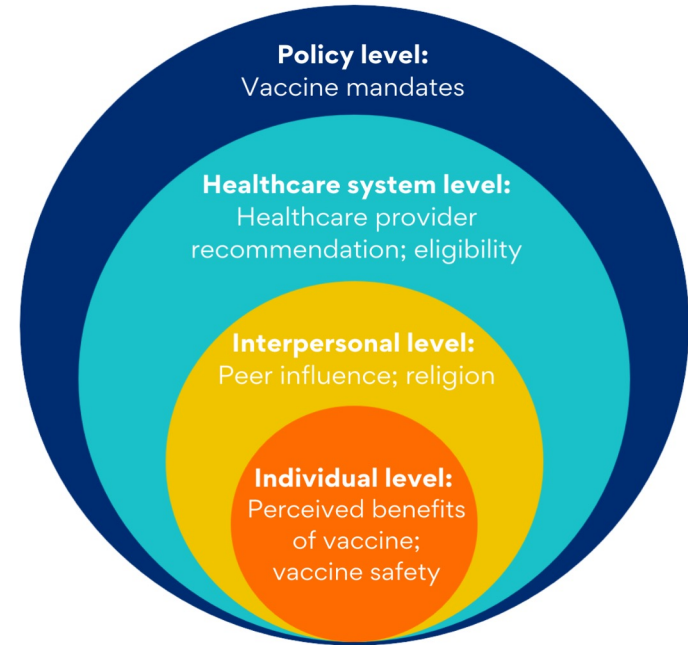 Policy level:
Vaccine mandates
Healthcare system level:
Healthcare provider
recommendation; eligibility
Interpersonal level:
Peer influence; religion
Individual level:
Perceived benefits
of vaccine;
vaccine safety